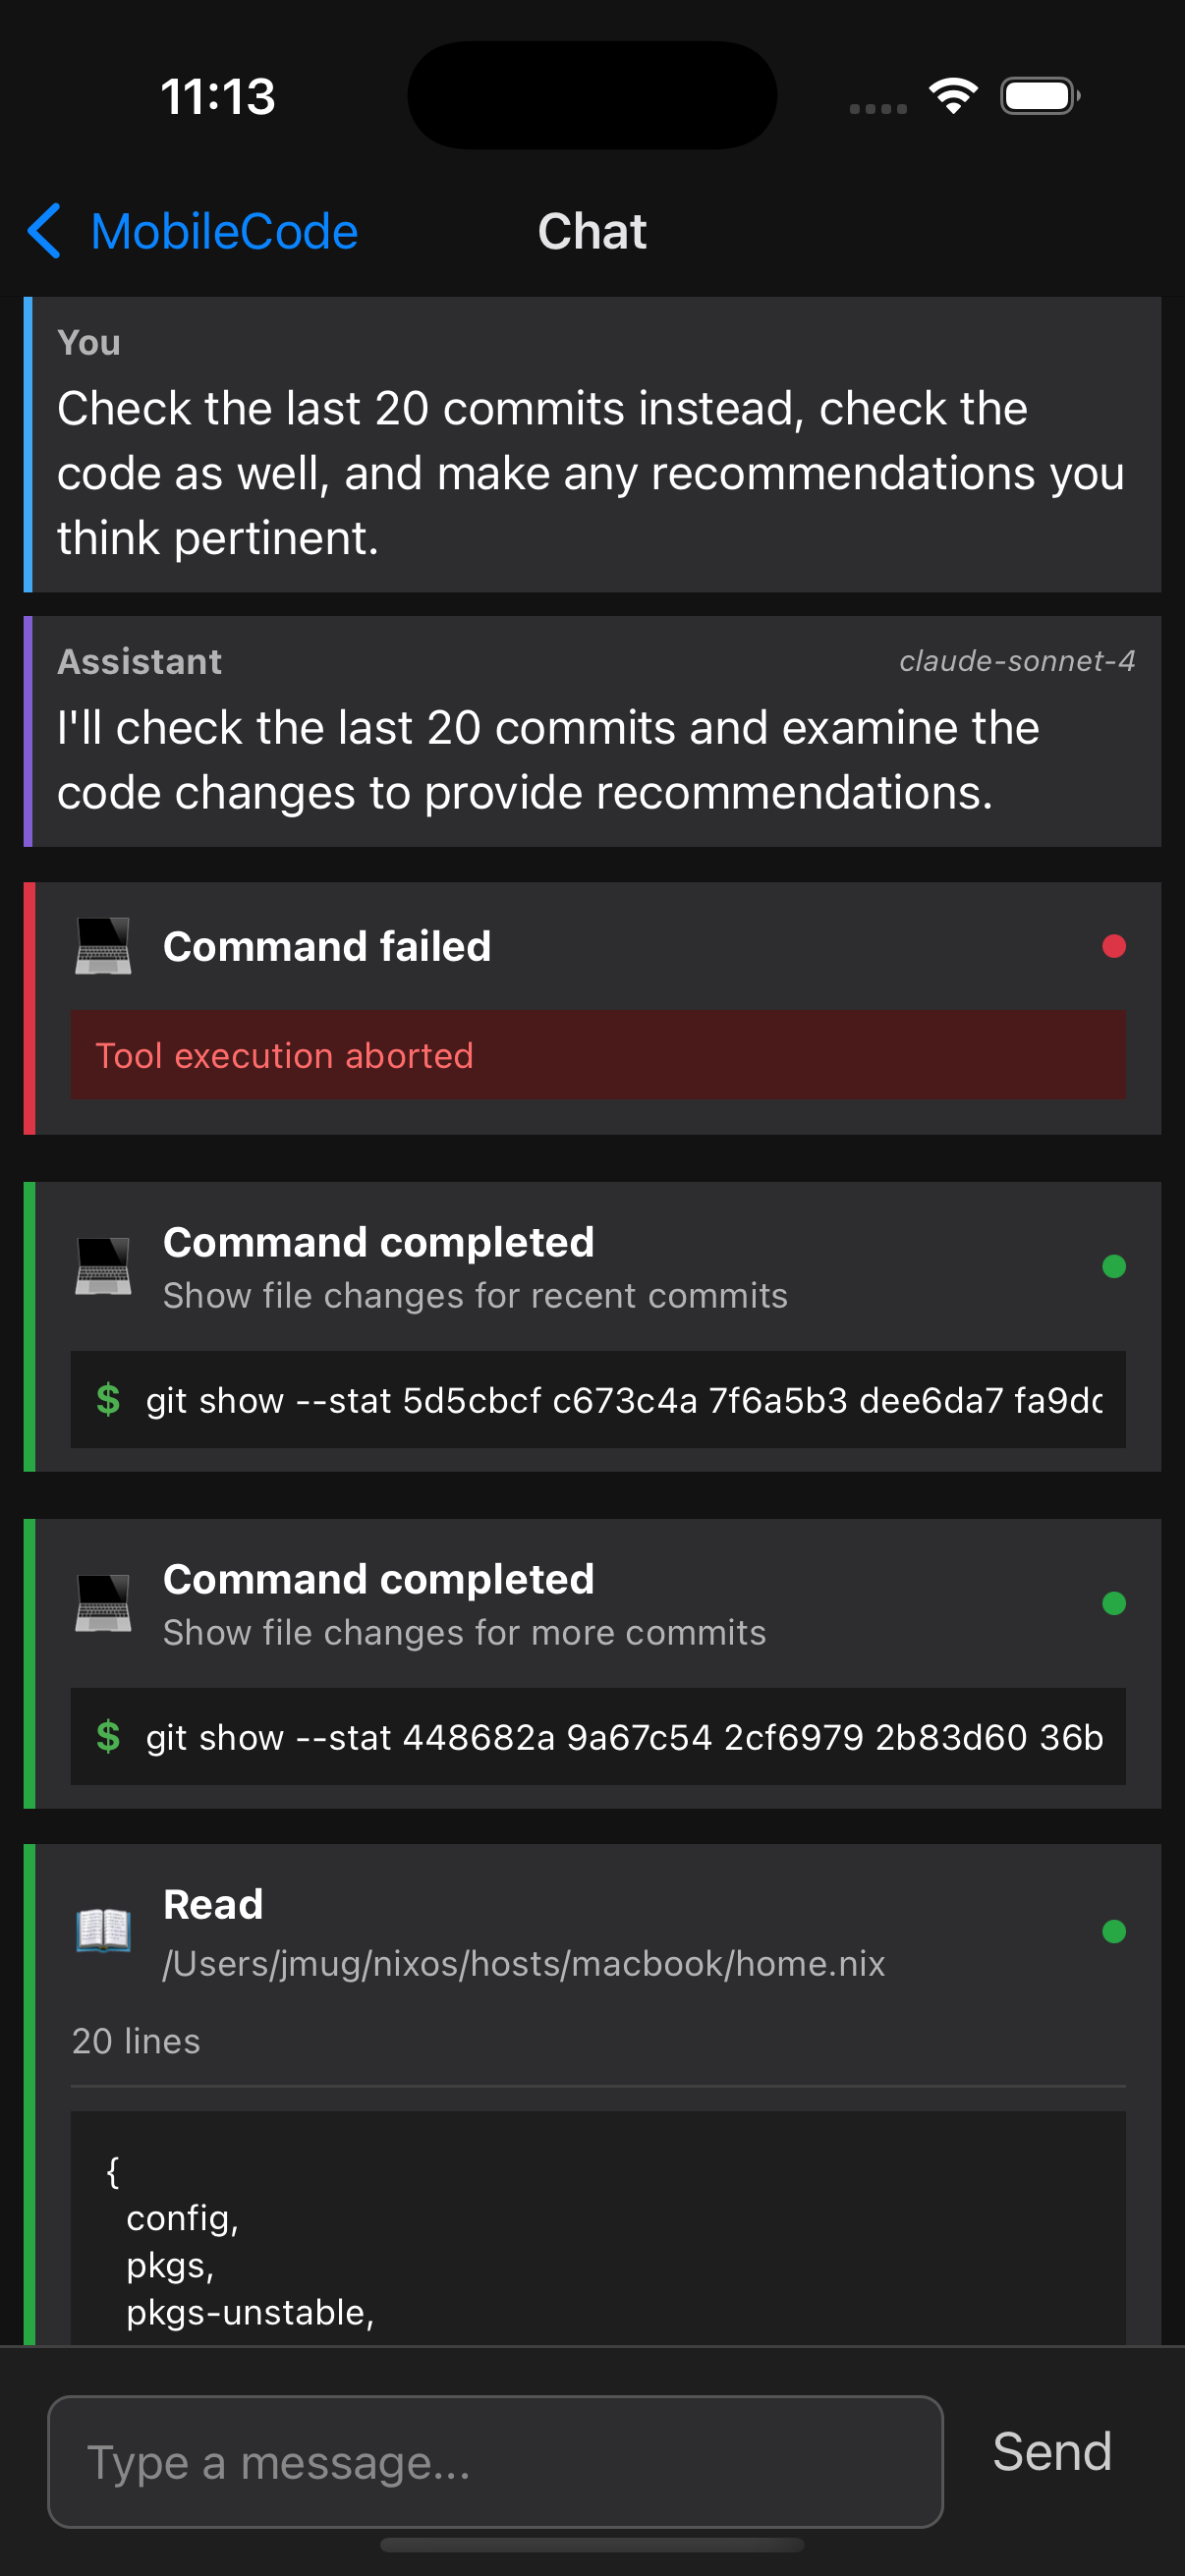 11:13
MobileCode
Chat
You
Check the last 20 commits instead, check the
code as well, and make any recommendations you
think pertinent.
Assistant
claude-sonnet-4
I'll check the last 20 commits and examine the
code changes to provide recommendations.
Command failed
Tool execution aborted
Command completed
Show file changes for recent commits
$ git show --stat 5d5cbcf c673c4a 7f6a5b3 dee6da7
Command completed
Show file changes for more commits
$ git show --stat 448682a 9a67c54 2cf6979 2b83d60 36b
Read
/Users/jmug/nixos/hosts/macbook/home.nix
20 lines
{
config,
pkgs,
pkgs-unstable,
Type a message...
Send